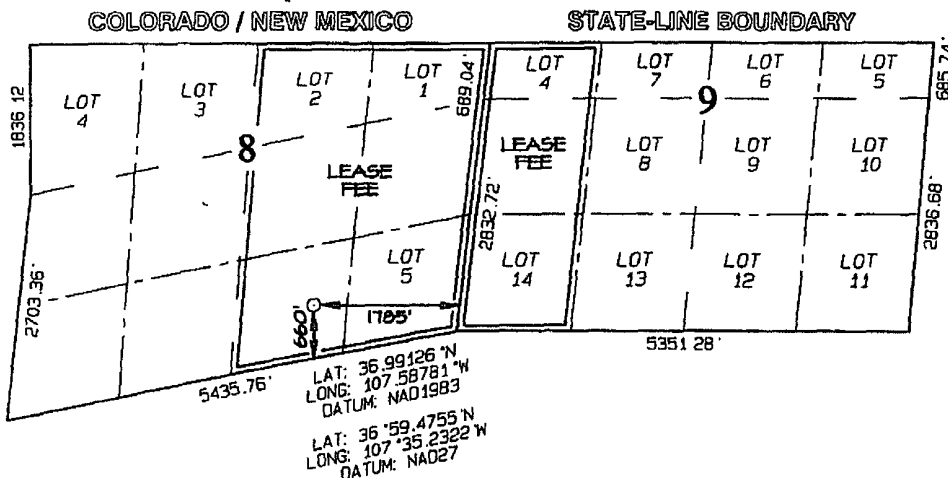 COLORADO / NEW MEXICO STATE-LINE BOUNDARY
1836 12
LOT 4
LOT 3
LOT 2
LOT 1
689.04'
LOT 4
LOT 7
LOT 6
LOT 5
685.74'
8
9
LEASE
FEE
LEASE
FEE
LOT 8
LOT 9
LOT 10
2703.36'
2832.72'
2836.68'
LOT 5
LOT 14
LOT 13
LOT 12
LOT 11
660'
1785'
5435.76'
5351 28'
LAT: 36.99126 °N
LONG: 107.58781 °W
DATUM: NAD1983
LAT: 36 °59.4755 'N
LONG: 107 °35.2322 'W
DATUM: NAD27